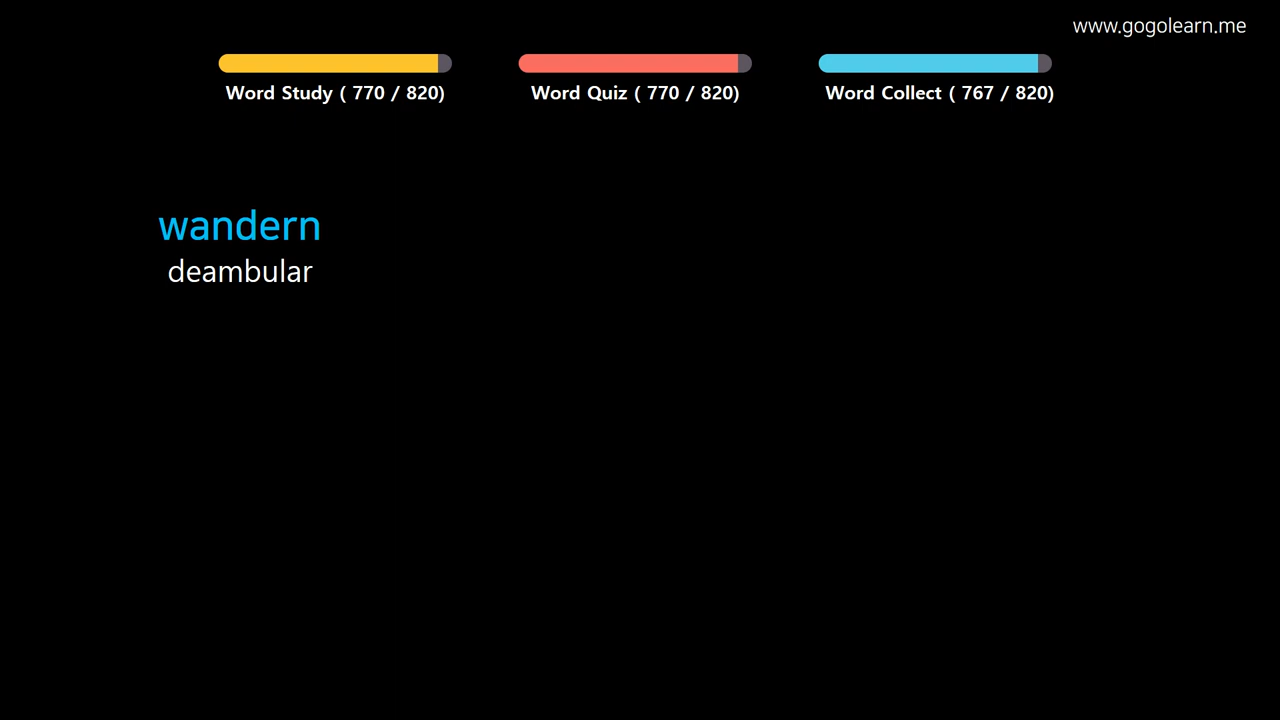 www.gogolearn.me
Word Study ( 770 / 820)
Word Quiz ( 770 / 820)
Word Collect ( 767 / 820)
wandern
deambular